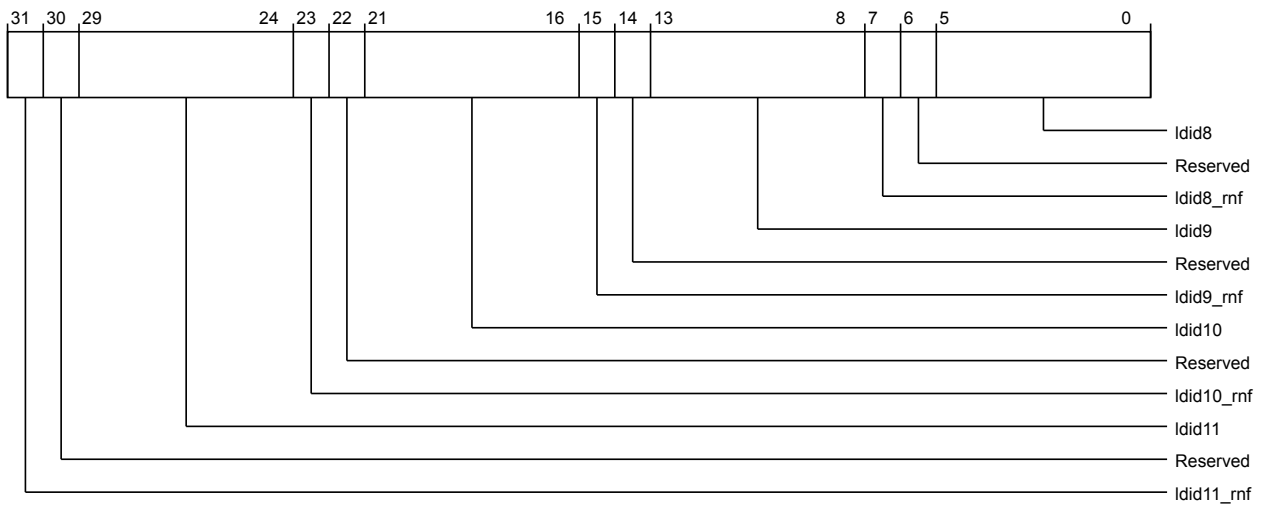 31 30 29 24 23 22 21 16 15 14 13 8 7 6 5 0
ldid8
Reserved
ldid8_rnf
ldid9
Reserved
ldid9_rnf
ldid10
Reserved
ldid10_rnf
ldid11
Reserved
ldid11_rnf